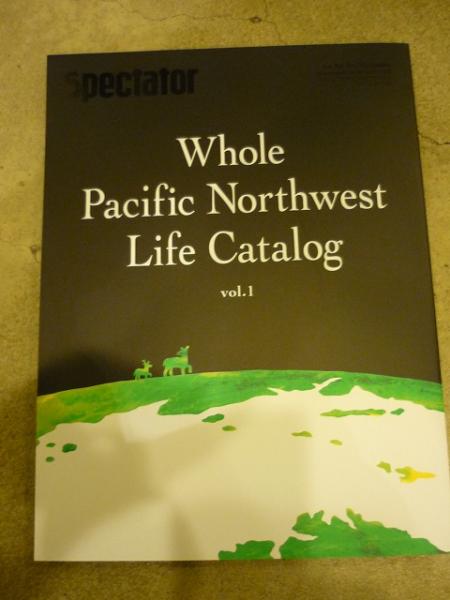 Spectator
Whole
Pacific Northwest
Life Catalog
vol.1